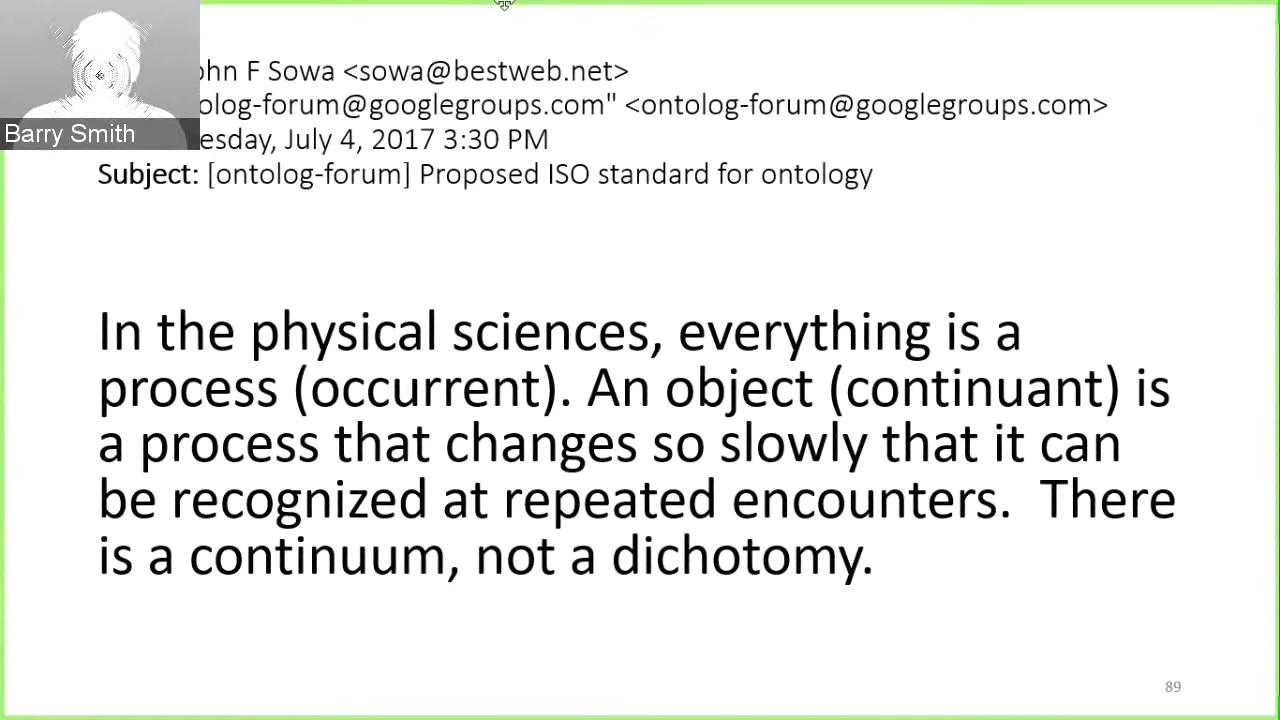 ohn F Sowa <sowa@bestweb.net>
olog-forum@googlegroups.com" <ontolog-forum@googlegroups.com>
Barry Smith
esday, July 4, 2017 3:30 PM
Subject: [ontolog-forum] Proposed ISO standard for ontology
In the physical sciences, everything is a
process (occurrent). An object (continuant) is
a process that changes so slowly that it can
be recognized at repeated encounters.  There
is a continuum, not a dichotomy.
89